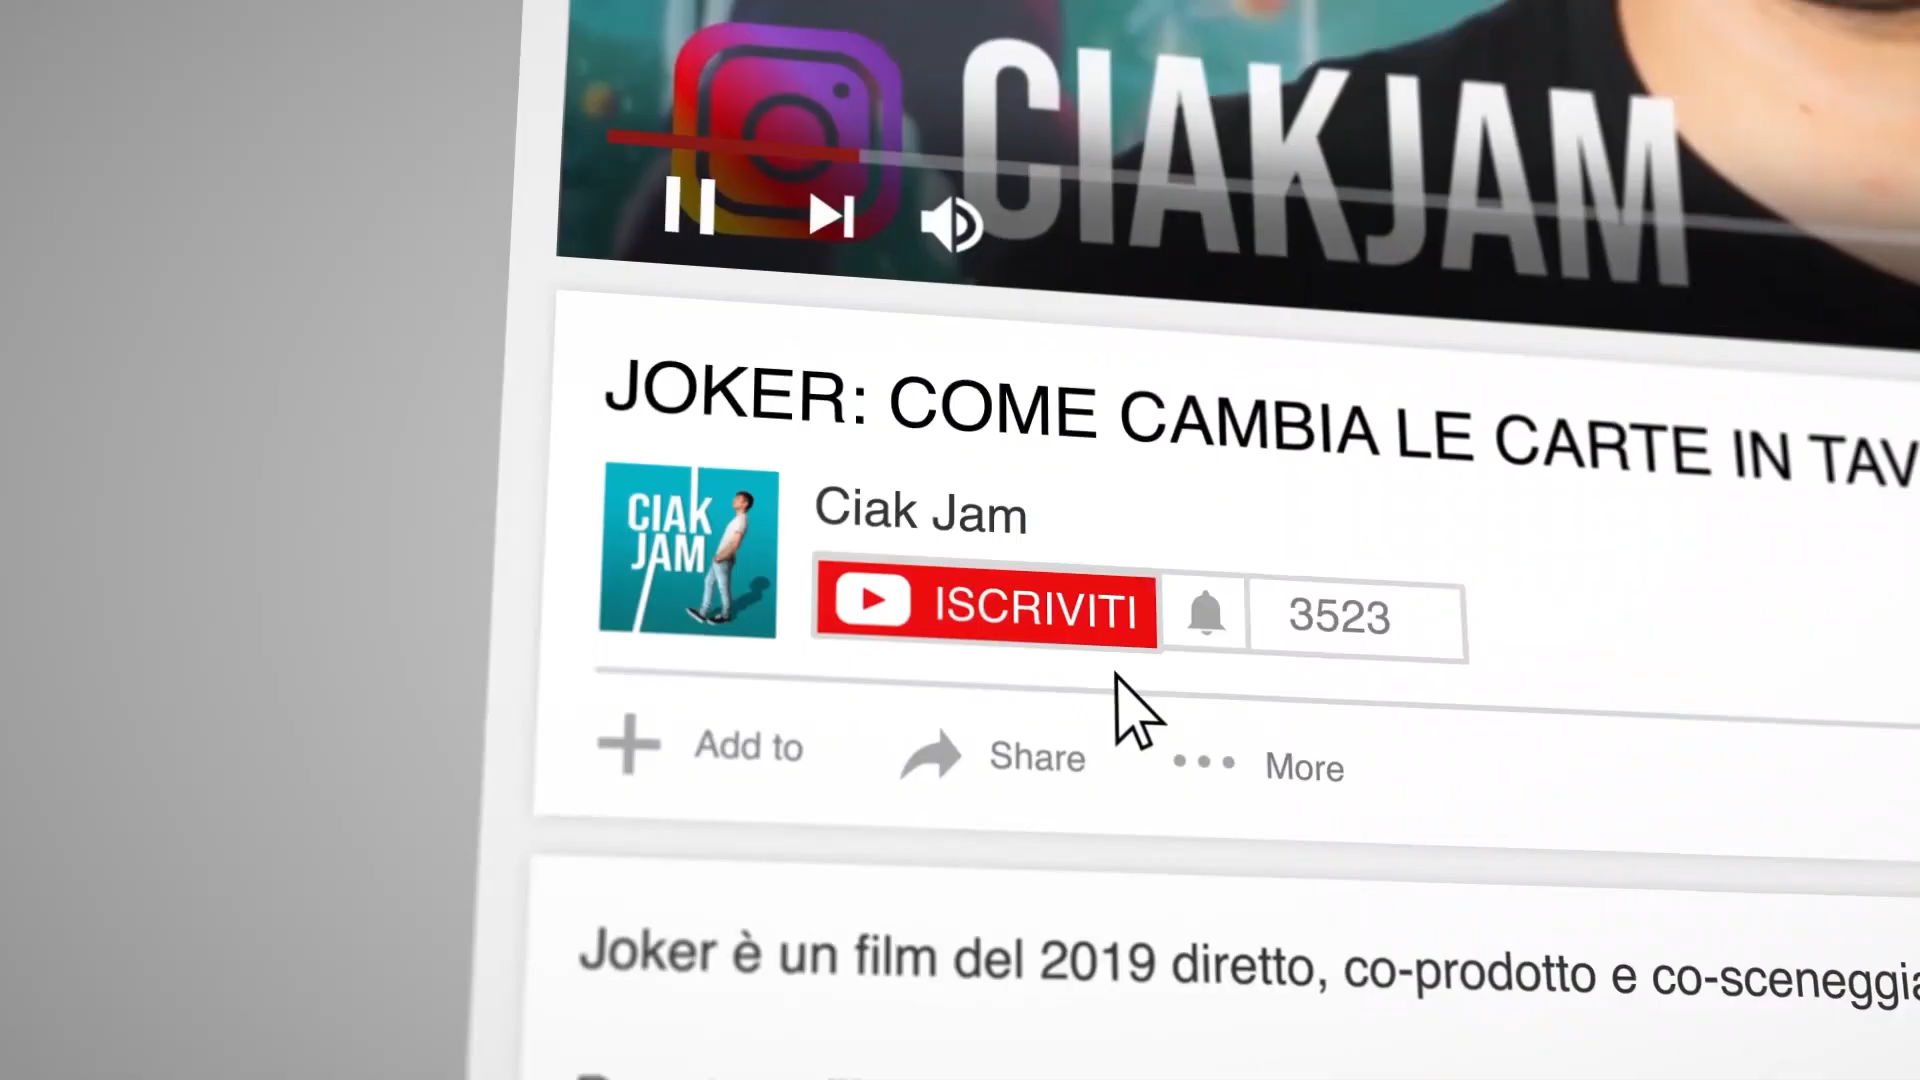 CIAKJAM
JOKER: COME CAMBIA LE CARTE IN TAV
CIAK
JAM
Ciak Jam
ISCRIVITI
3523
Add to
Share
More
Joker è un film del 2019 diretto, co-prodotto e co-sceneggia